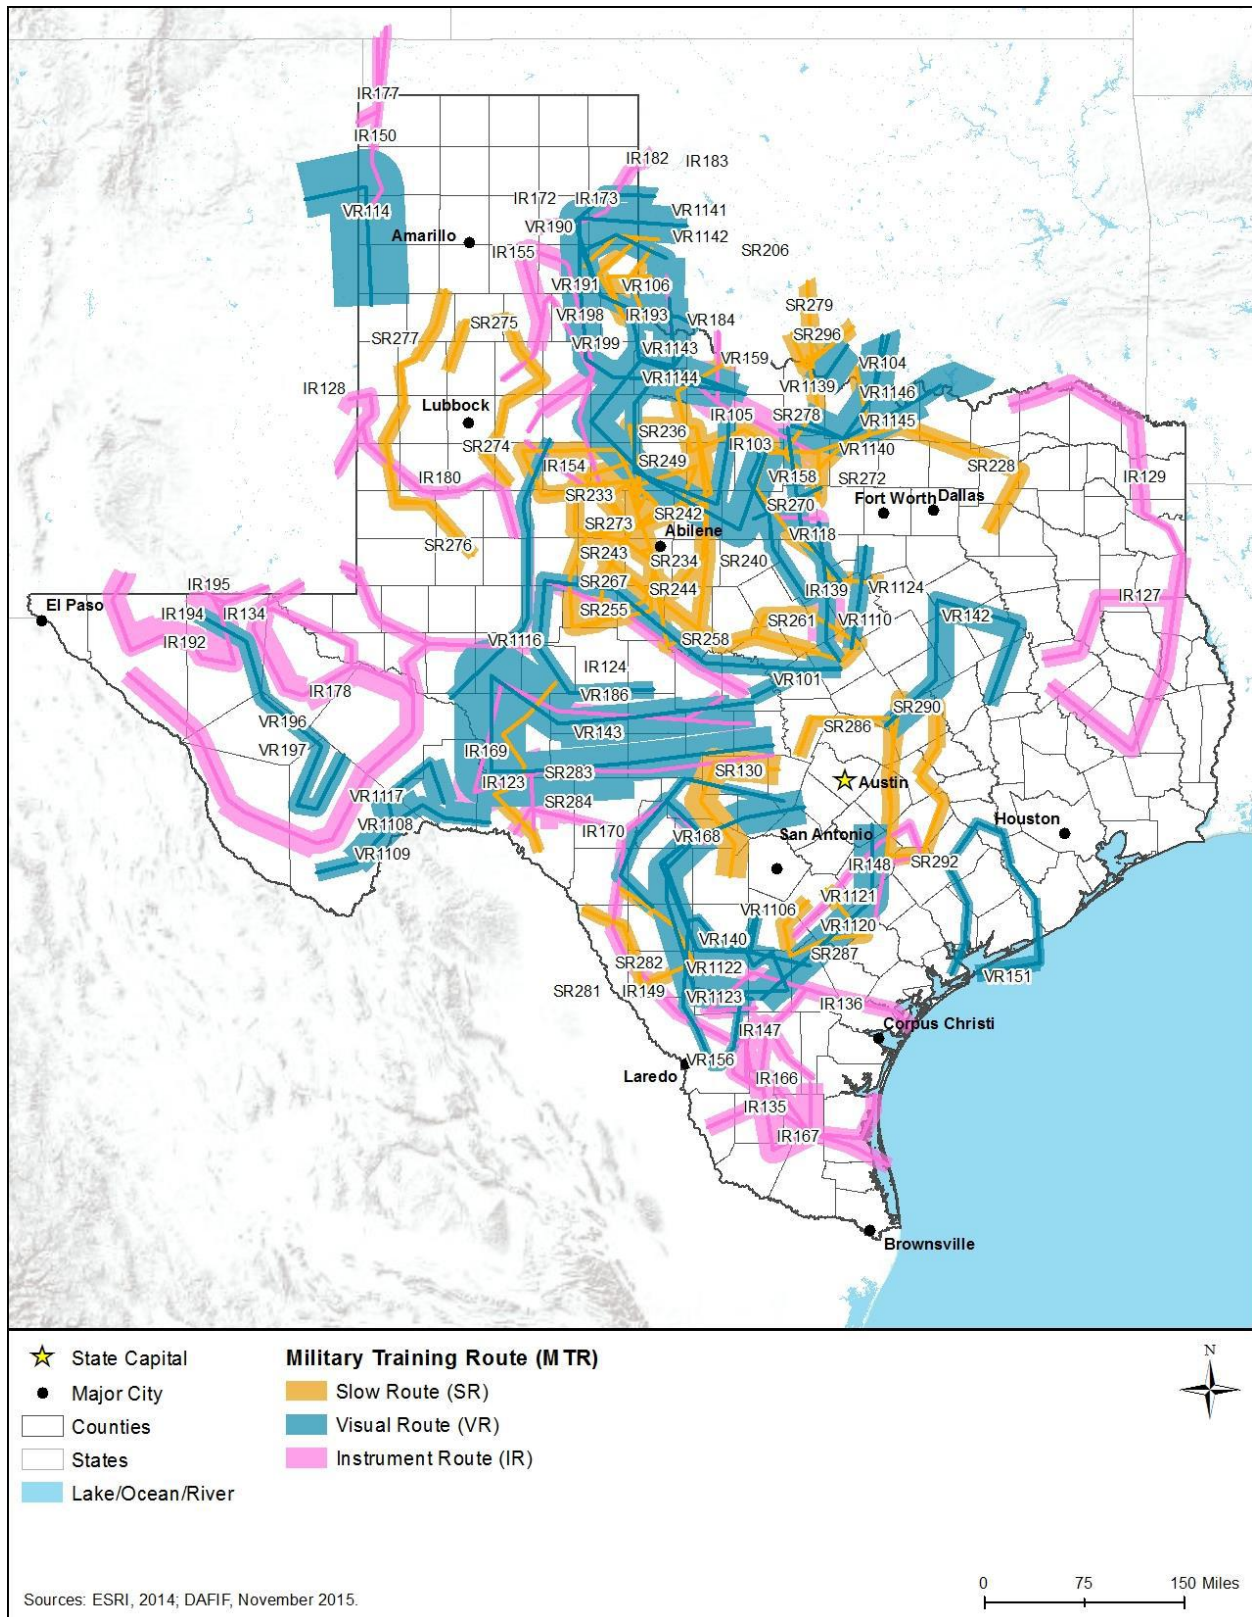 IR177
IR150
IR182
IR183
VR114
IR172
IR173
VR1141
VR190
Amarillo
VR1142
IR155
SR206
VR191
VR106
SR279
VR198
IR193
VR184
SR277
SR275
SR296
VR199
VR1143
VR159
VR104
IR128
VR1144
VR1139
VR1146
Lubbock
IR105
SR278
VR1145
SR236
SR274
IR103
VR1140
SR249
IR154
SR228
IR180
VR158
SR272
IR129
SR233
Fort Worth
Dallas
SR270
SR242
SR273
Abilene
VR118
SR276
SR243
SR234
SR240
IR195
SR267
SR244
IR139
VR1124
IR127
El Paso
IR194
IR134
SR255
SR261
VR1110
VR142
IR192
VR1116
SR258
IR124
VR101
IR178
VR186
SR290
VR196
SR286
VR197
VR143
IR169
SR283
SR130
IR123
Austin
VR1117
SR284
VR1108
IR170
VR168
San Antonio
Houston
VR1109
IR148
SR292
VR1121
VR1106
VR1120
VR140
SR287
SR282
VR1122
VR151
SR281
IR149
VR1123
IR136
IR147
Corpus Christi
VR156
Laredo
IR166
IR135
IR167
Brownsville
State Capital
Major City
Counties
States
Lake/Ocean/River
Military Training Route (MTR)
Slow Route (SR)
Visual Route (VR)
Instrument Route (IR)
N
Sources: ESRI, 2014; DAFIF, November 2015.
0 75 150 Miles